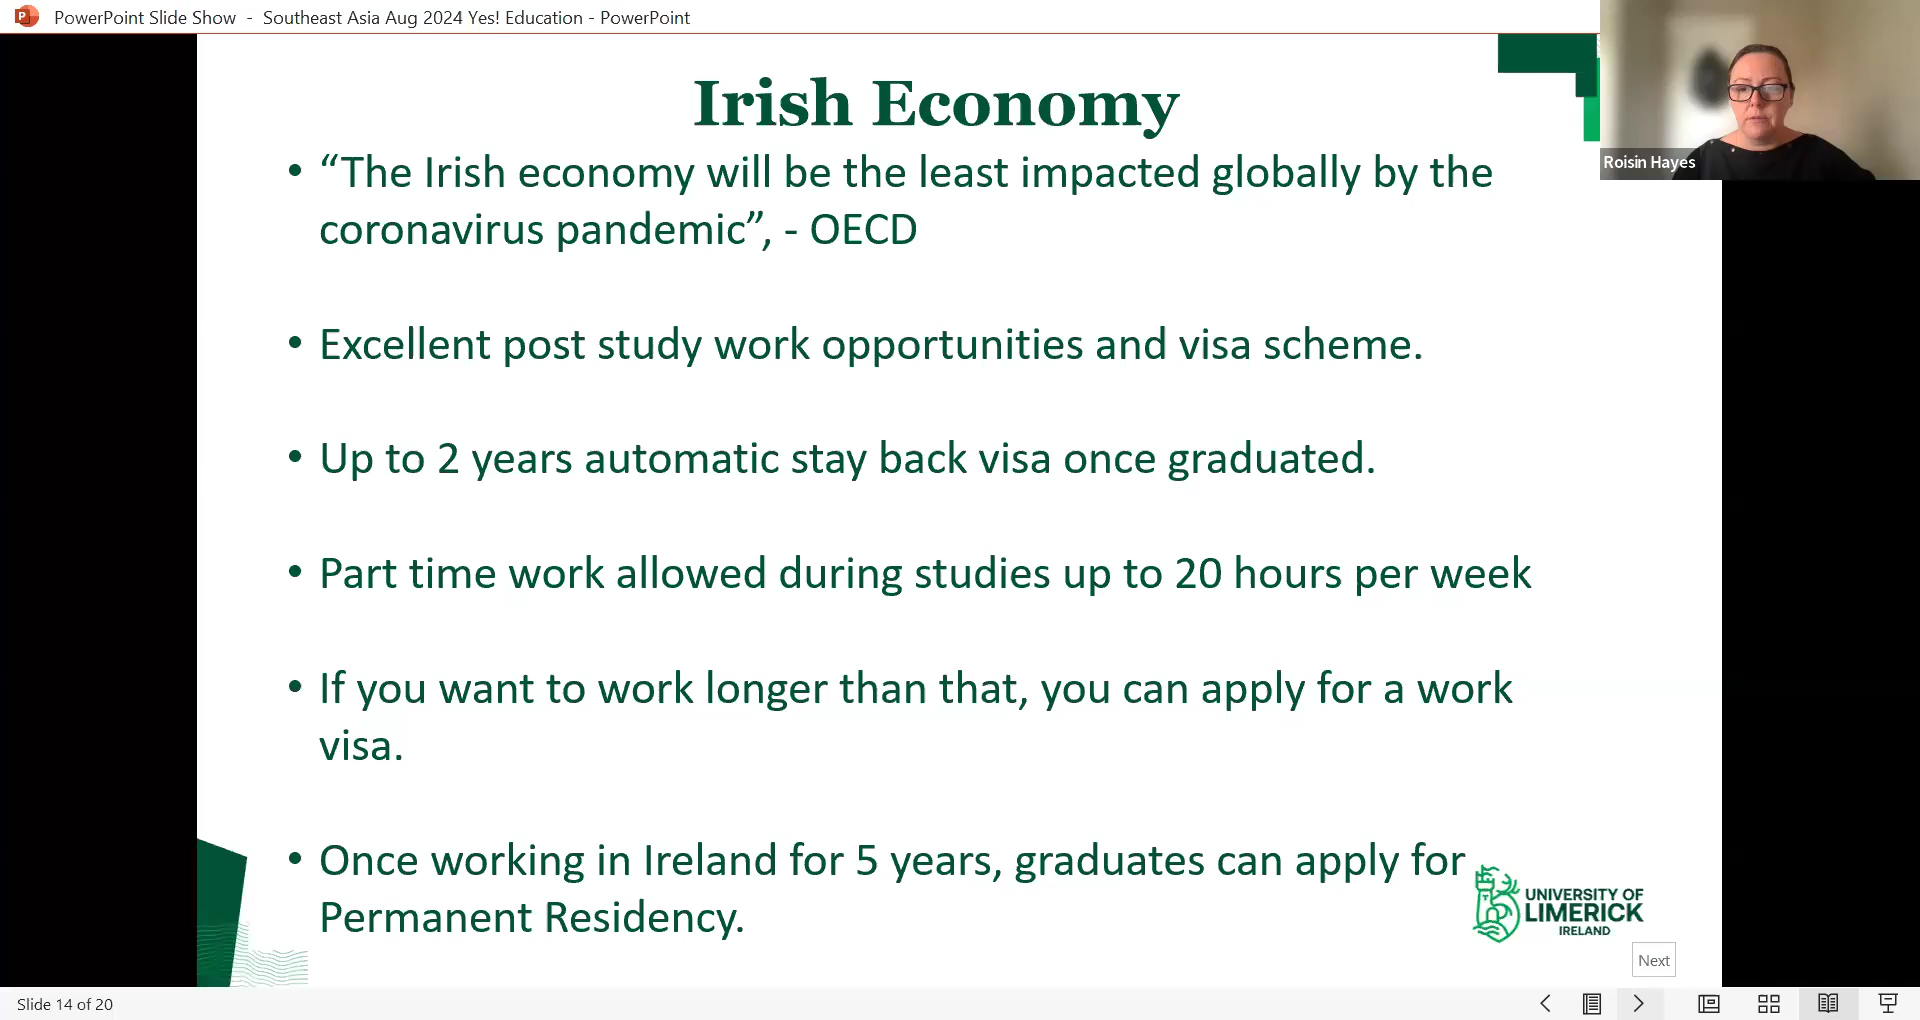 PowerPoint Slide Show - Southeast Asia Aug 2024 Yes! Education - PowerPoint
Irish Economy
Roisin Hayes
• “The Irish economy will be the least impacted globally by the
coronavirus pandemic”, - OECD
• Excellent post study work opportunities and visa scheme.
• Up to 2 years automatic stay back visa once graduated.
• Part time work allowed during studies up to 20 hours per week
• If you want to work longer than that, you can apply for a work
visa.
• Once working in Ireland for 5 years, graduates can apply for
Permanent Residency.
UNIVERSITY OF
LIMERICK
IRELAND
Next
Slide 14 of 20